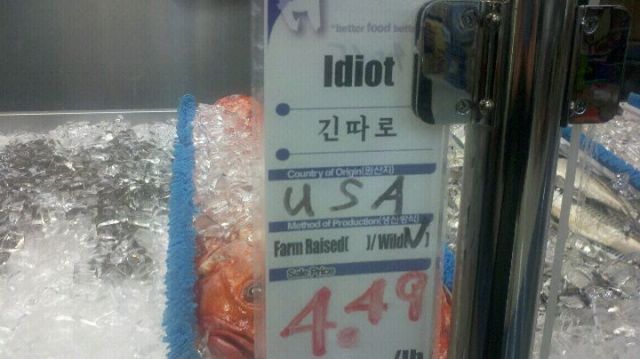 "better food bette
Idiot
긴따로
Country of Origin(원산지)
USA
Method of Production(생산방식)
Farm Raised[ ]/Wild[✓]
Sale Price
4.49
/lb